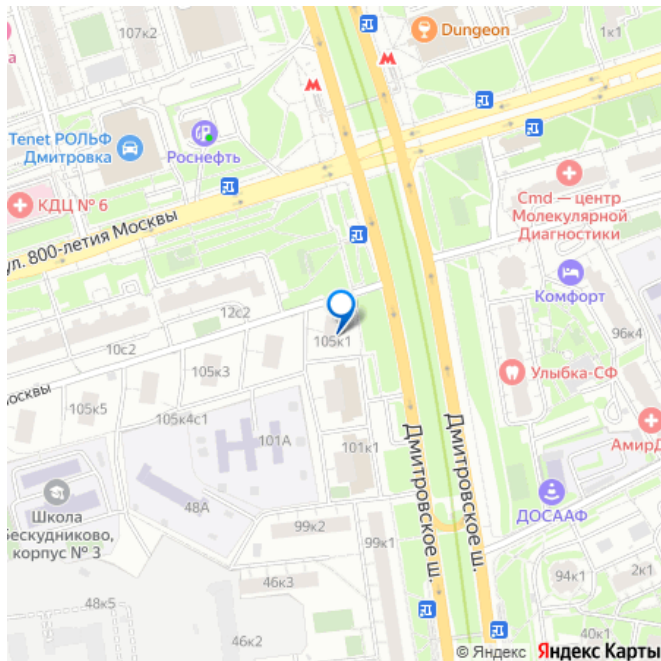 107к2
Dungeon
1к1
а
Tenet РОЛЬФ
Дмитровка
Роснефть
КДЦ № 6
Cmd — центр
Молекулярной
Диагностики
ул. 800-летия Москвы
Комфорт
12с2
10с2
105к1
96к4
105к3
Улыбка-СФ
Москвы
105к5
105к4с1
101А
101к1
АмирД
Дмитровское ш.
Дмитровское ш.
48А
Школа
бескудниково,
корпус № 3
ДОСААФ
99к2
99к1
46к3
94к1
2к1
48к5
46к2
40к1
© Яндекс Яндекс Карты